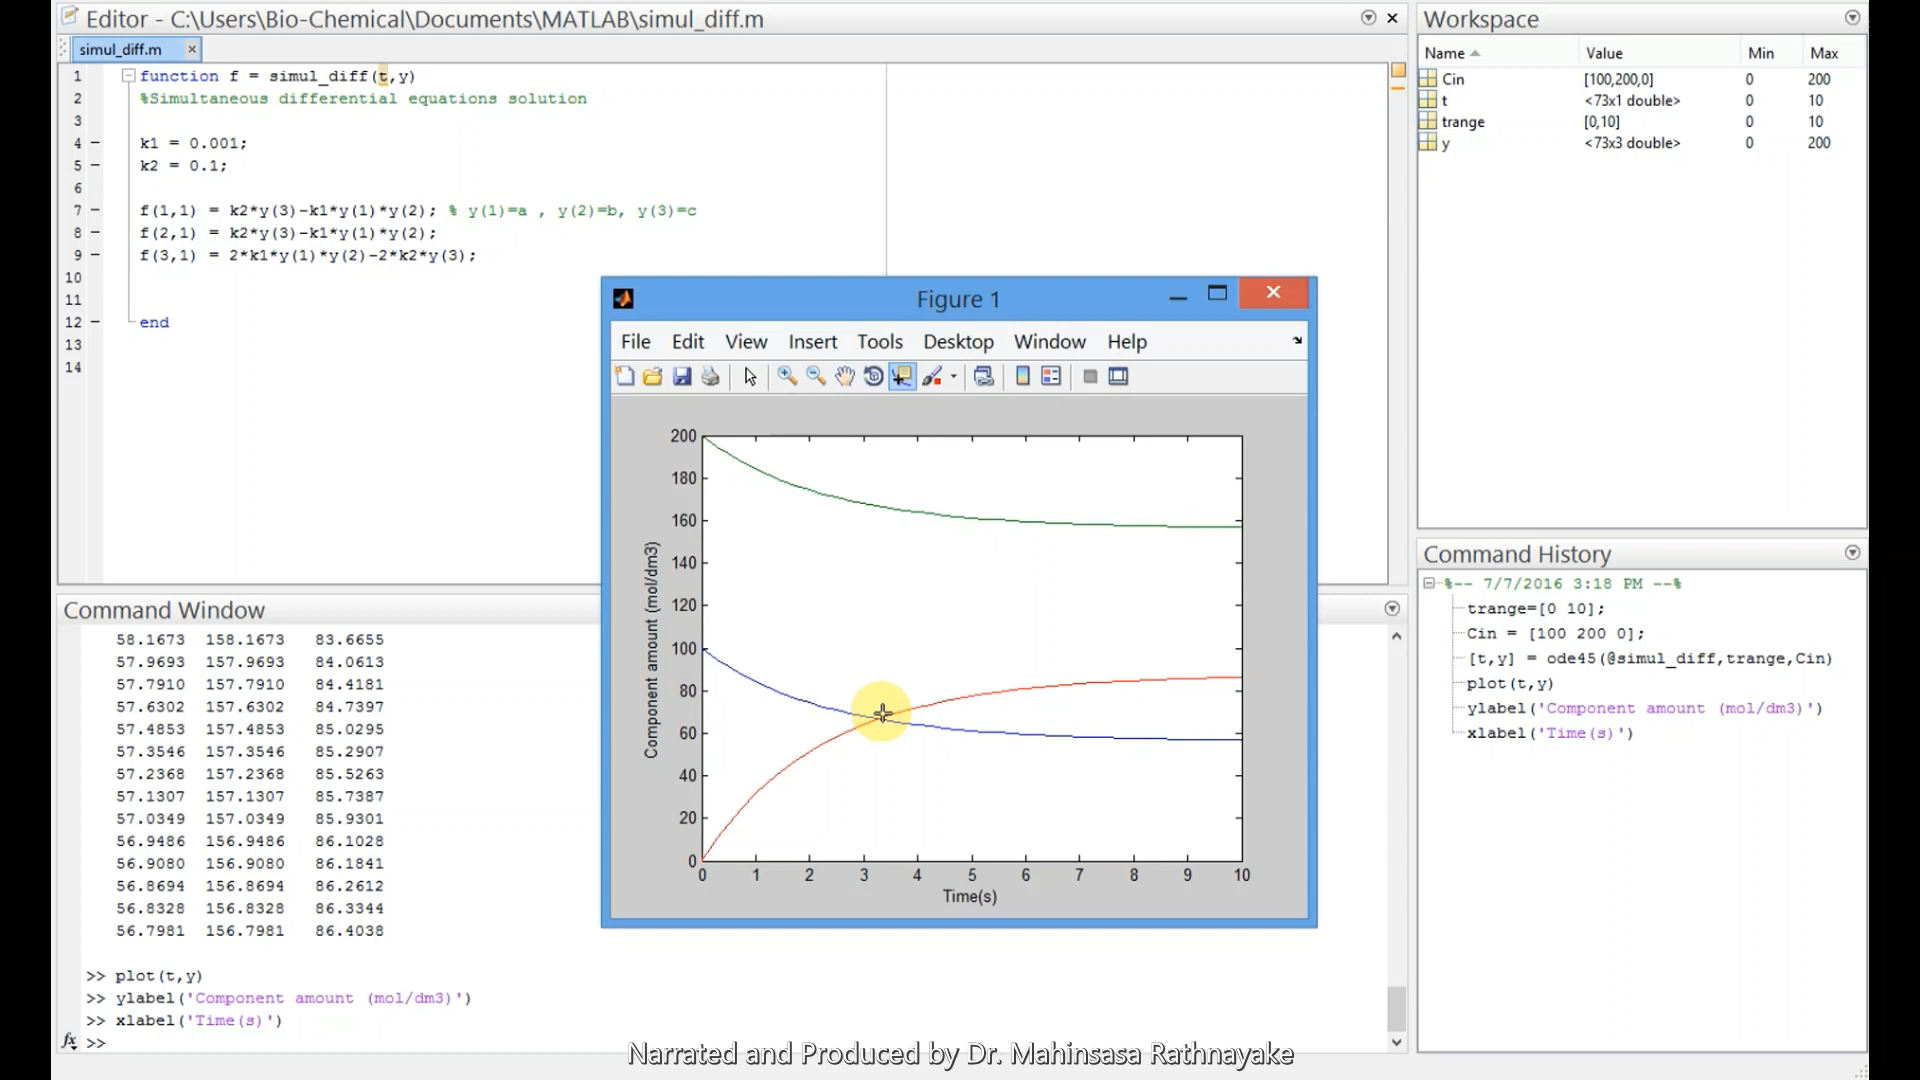 Editor - C:\Users\Bio-Chemical\Documents\MATLAB\simul_diff.m
simul_diff.m ×
1 function f = simul_diff(t,y)
2 %Simultaneous differential equations solution
3
4 – k1 = 0.001;
5 – k2 = 0.1;
6
7 – f(1,1) = k2*y(3)-k1*y(1)*y(2); % y(1)=a , y(2)=b, y(3)=c
8 – f(2,1) = k2*y(3)-k1*y(1)*y(2);
9 – f(3,1) = 2*k1*y(1)*y(2)-2*k2*y(3);
10
11
12 – end
13
14
Figure 1
File Edit View Insert Tools Desktop Window Help
200
180
160
140
120
100
80
60
40
20
0
0 1 2 3 4 5 6 7 8 9 10
Component amount (mol/dm3)
Time(s)
Command Window
58.1673 158.1673 83.6655
57.9693 157.9693 84.0613
57.7910 157.7910 84.4181
57.6302 157.6302 84.7397
57.4853 157.4853 85.0295
57.3546 157.3546 85.2907
57.2368 157.2368 85.5263
57.1307 157.1307 85.7387
57.0349 157.0349 85.9301
56.9486 156.9486 86.1028
56.9080 156.9080 86.1841
56.8694 156.8694 86.2612
56.8328 156.8328 86.3344
56.7981 156.7981 86.4038
>> plot(t,y)
>> ylabel('Component amount (mol/dm3)')
>> xlabel('Time(s)')
fx >>
Workspace
Name Value Min Max
Cin [100,200,0] 0 200
t <73x1 double> 0 10
trange [0,10] 0 10
y <73x3 double> 0 200
Command History
%-- 7/7/2016 3:18 PM --%
trange=[0 10];
Cin = [100 200 0];
[t,y] = ode45(@simul_diff,trange,Cin)
plot(t,y)
ylabel('Component amount (mol/dm3)')
xlabel('Time(s)')
Narrated and Produced by Dr. Mahinsasa Rathnayake